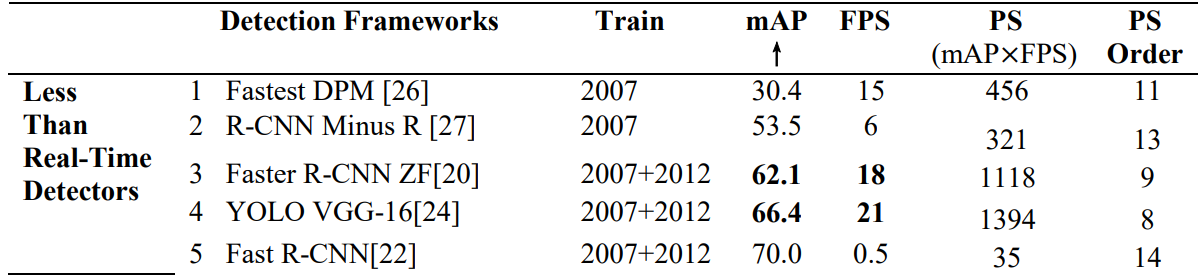 Detection Frameworks Train mAP ↑ FPS PS (mAP×FPS) PS Order
Less Than Real-Time Detectors
1 Fastest DPM [26] 2007 30.4 15 456 11
2 R-CNN Minus R [27] 2007 53.5 6 321 13
3 Faster R-CNN ZF[20] 2007+2012 62.1 18 1118 9
4 YOLO VGG-16[24] 2007+2012 66.4 21 1394 8
5 Fast R-CNN[22] 2007+2012 70.0 0.5 35 14